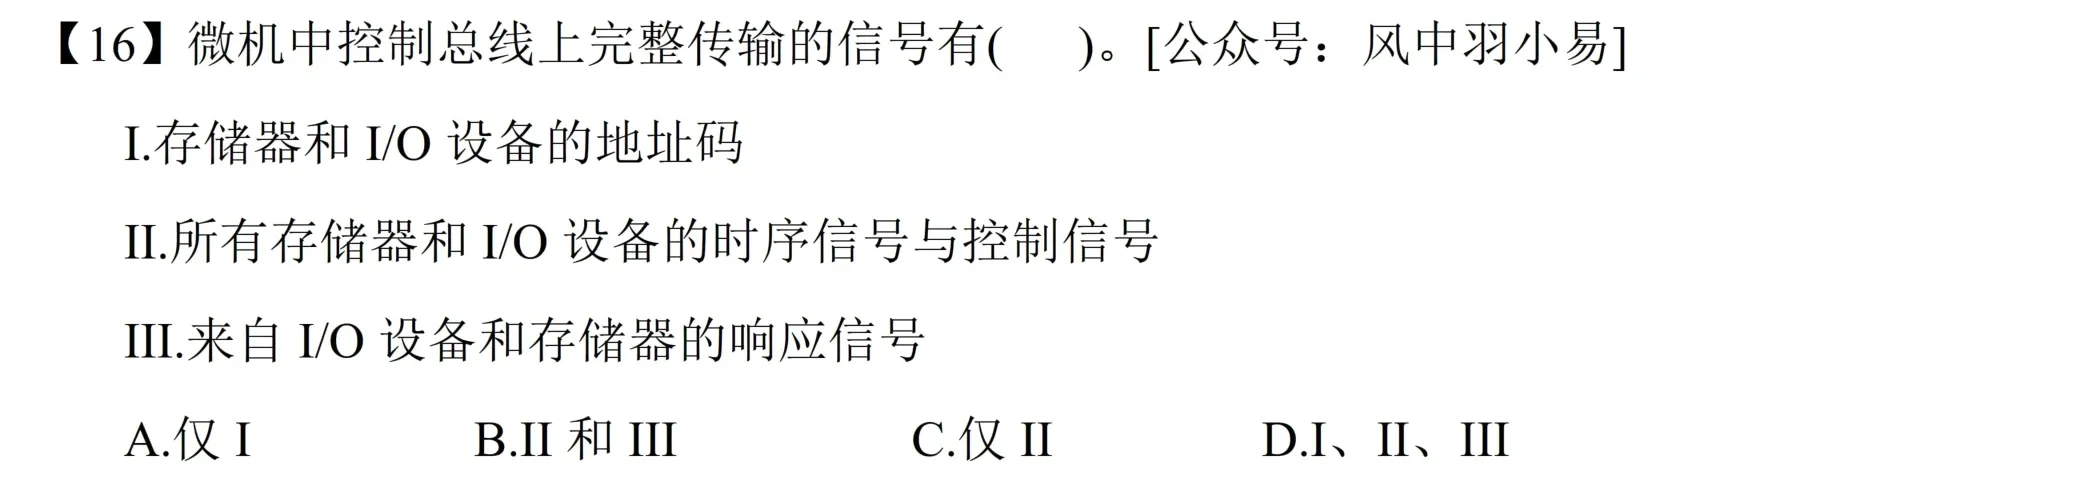 【16】微机中控制总线上完整传输的信号有(    )。[公众号：风中羽小易]
I.存储器和 I/O 设备的地址码
II.所有存储器和 I/O 设备的时序信号与控制信号
III.来自 I/O 设备和存储器的响应信号
A.仅 I    B.II 和 III    C.仅 II    D.I、II、III